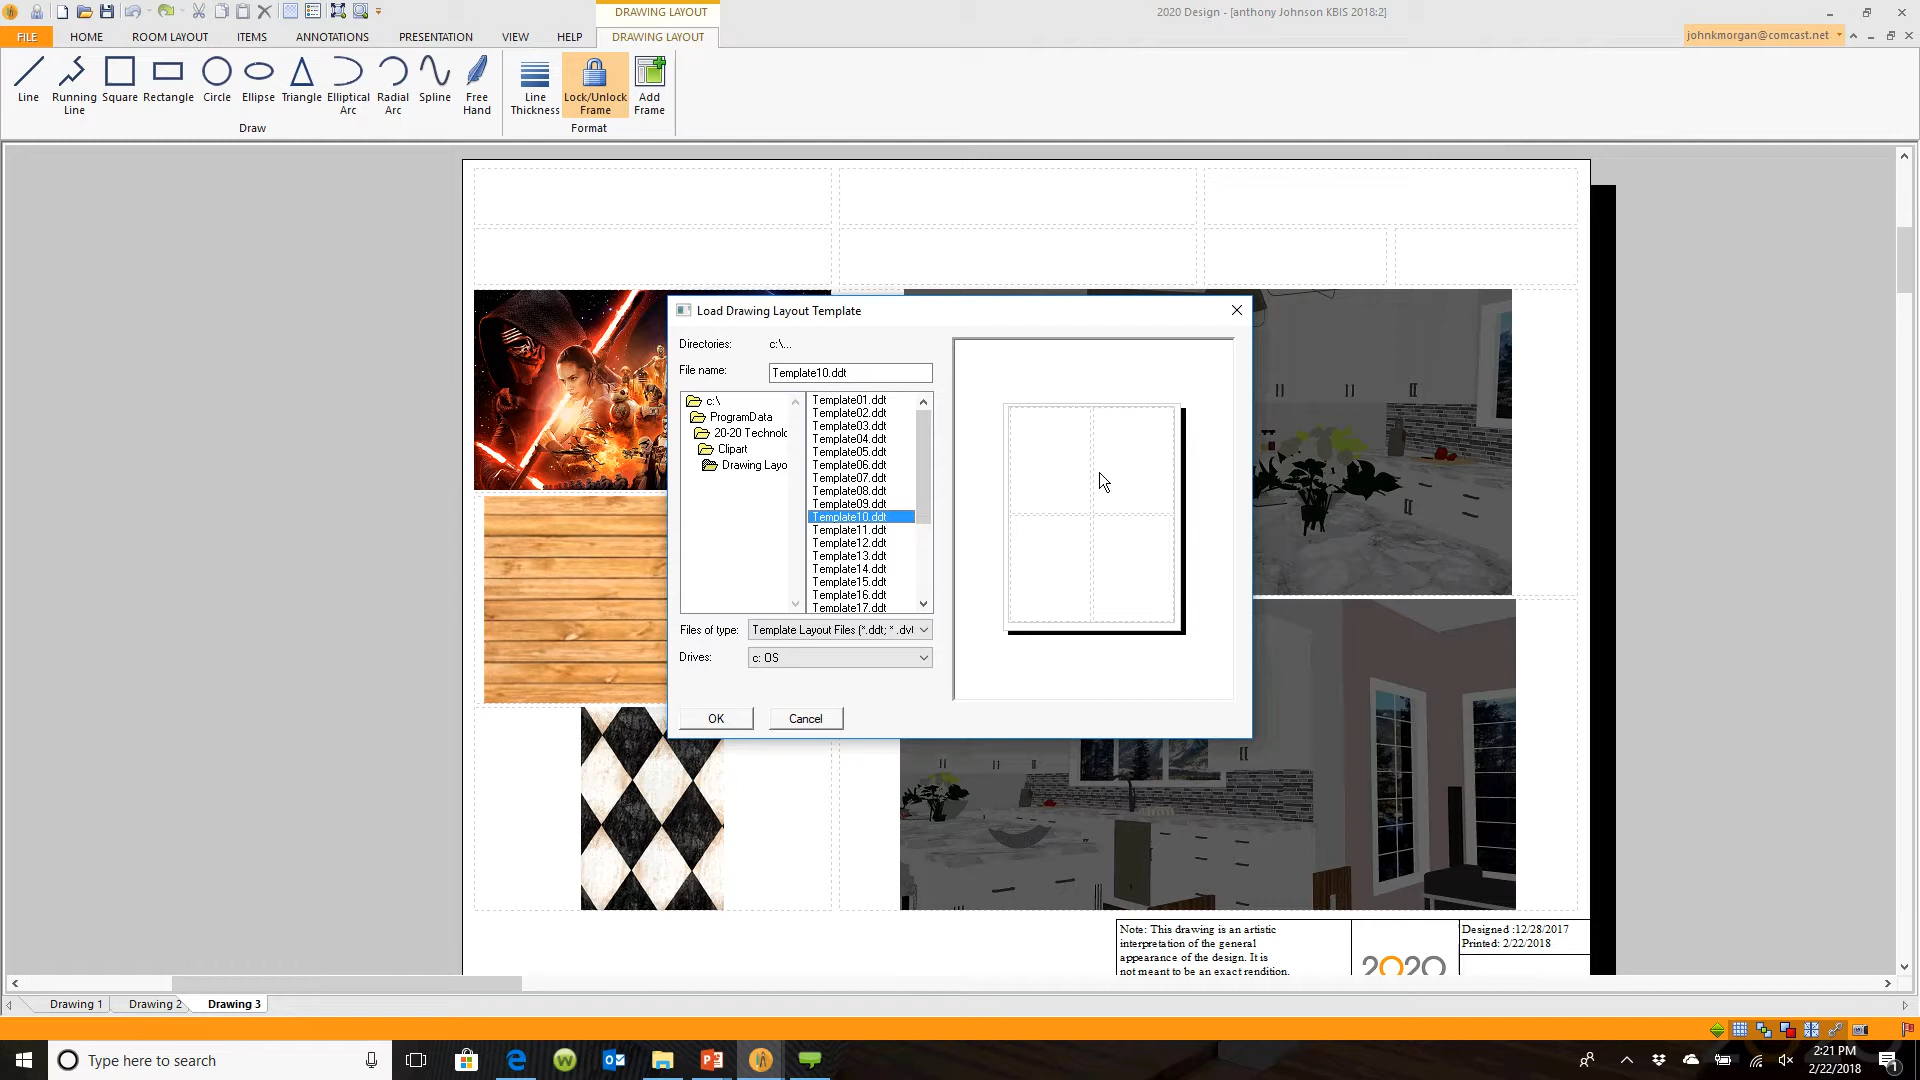 DRAWING LAYOUT
2020 Design - [anthony Johnson KBIS 2018:2]
FILE
HOME
ROOM LAYOUT
ITEMS
ANNOTATIONS
PRESENTATION
VIEW
HELP
DRAWING LAYOUT
johnkmorgan@comcast.net
Line
Running
Line
Square
Rectangle
Circle
Ellipse
Triangle
Elliptical
Arc
Radial
Arc
Spline
Free
Hand
Line
Thickness
Lock/Unlock
Frame
Add
Frame
Draw
Format
Load Drawing Layout Template
Directories:
c:\...
File name:
Template10.ddt
c:\
ProgramData
20-20 Technolo
Clipart
Drawing Layo
Template01.ddt
Template02.ddt
Template03.ddt
Template04.ddt
Template05.ddt
Template06.ddt
Template07.ddt
Template08.ddt
Template09.ddt
Template10.ddt
Template11.ddt
Template12.ddt
Template13.ddt
Template14.ddt
Template15.ddt
Template16.ddt
Template17.ddt
Files of type:
Template Layout Files (*.ddt; * .dvl
Drives:
c: OS
OK
Cancel
Note: This drawing is an artistic
interpretation of the general
appearance of the design. It is
not meant to be an exact rendition.
2020
Designed :12/28/2017
Printed: 2/22/2018
Drawing 1
Drawing 2
Drawing 3
Type here to search
2:21 PM
2/22/2018
1